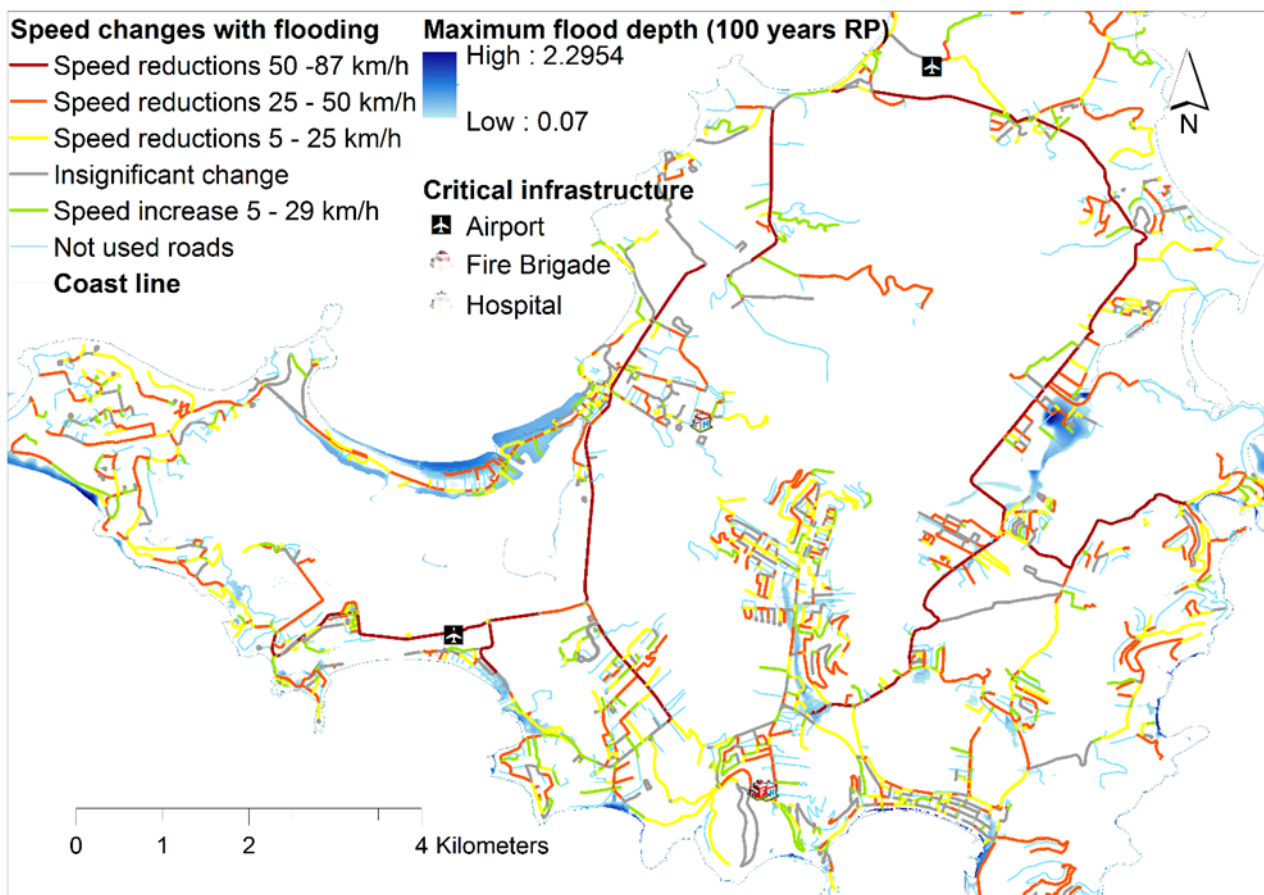 Speed changes with flooding
Speed reductions 50 -87 km/h
Speed reductions 25 - 50 km/h
Speed reductions 5 - 25 km/h
Insignificant change
Speed increase 5 - 29 km/h
Not used roads
Coast line
Maximum flood depth (100 years RP)
High : 2.2954
Low : 0.07
Critical infrastructure
Airport
Fire Brigade
Hospital
N
0 1 2 4 Kilometers